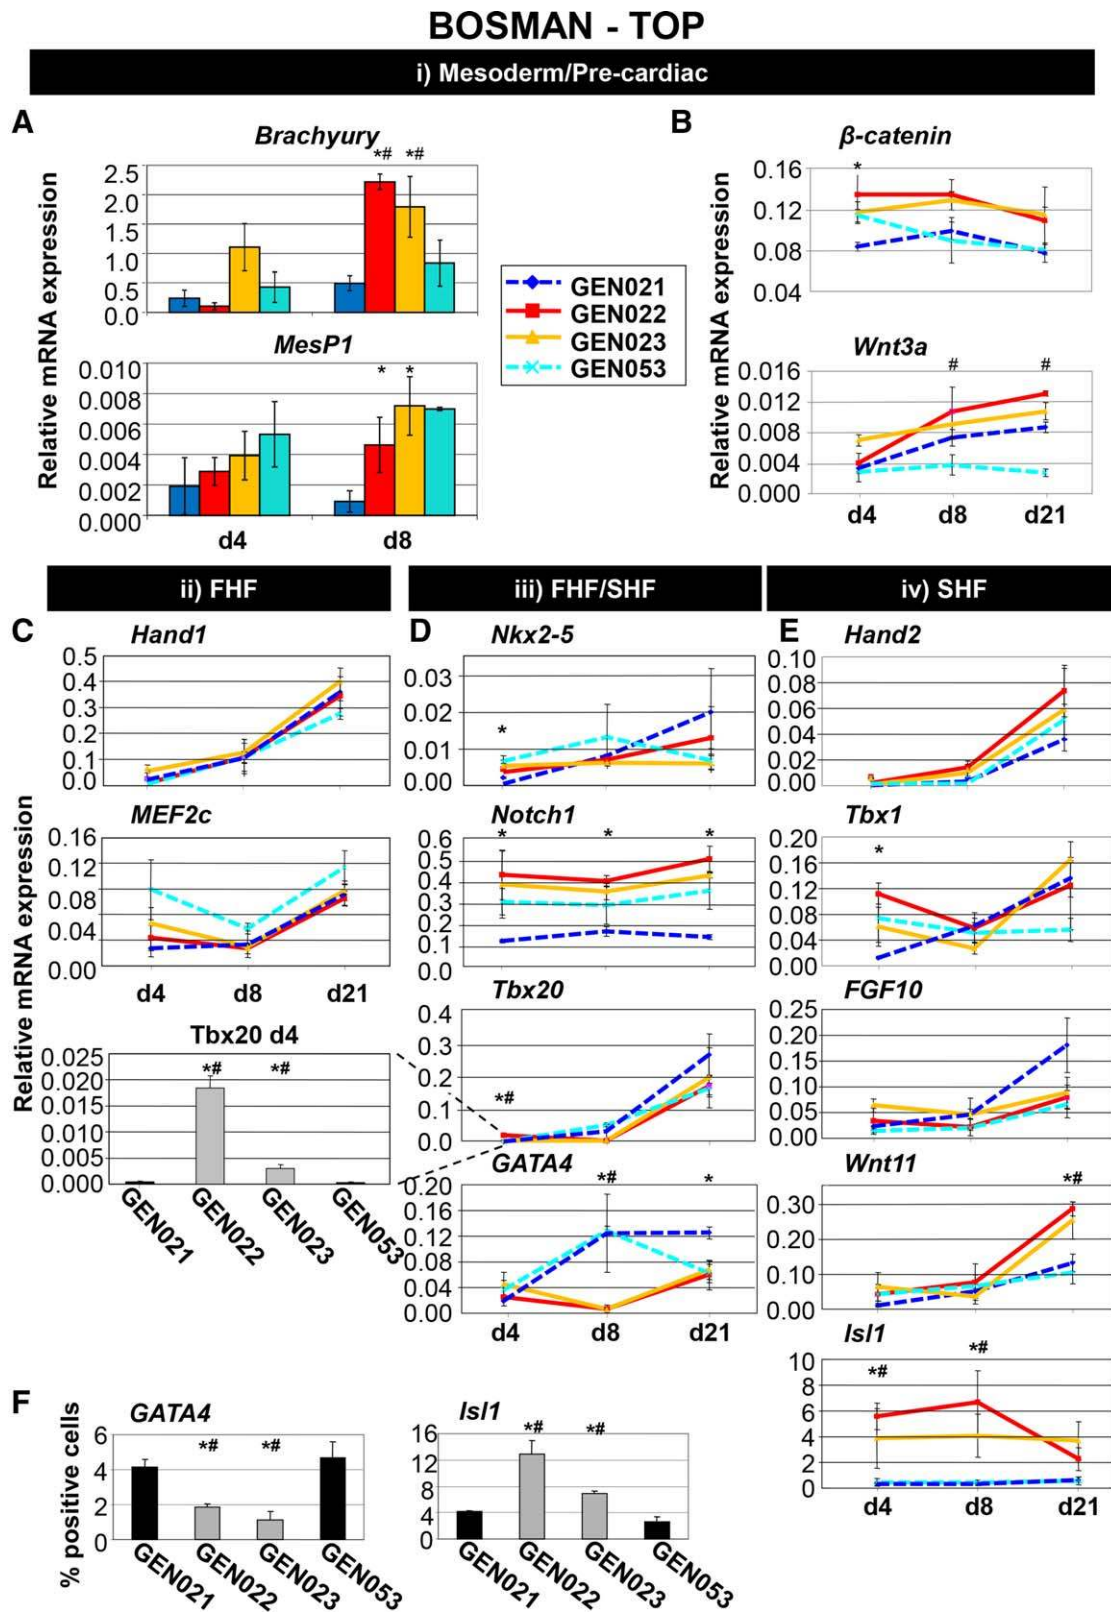 BOSMAN - TOP
i) Mesoderm/Pre-cardiac
A
Brachyury
*# *#
Relative mRNA expression
2.5
2.0
1.5
1.0
0.5
0.0
MesP1
* *
0.010
0.008
0.006
0.004
0.002
0.000
d4 d8
GEN021
GEN022
GEN023
GEN053
B
β-catenin
*
Relative mRNA expression
0.16
0.12
0.08
0.04
Wnt3a
# #
0.016
0.012
0.008
0.004
0.000
d4 d8 d21
ii) FHF
C
Hand1
Relative mRNA expression
0.5
0.4
0.3
0.2
0.1
0.0
MEF2c
0.16
0.12
0.08
0.04
0.00
d4 d8 d21
Tbx20 d4
*# *#
0.025
0.020
0.015
0.010
0.005
0.000
GEN021 GEN022 GEN023 GEN053
iii) FHF/SHF
D
Nkx2-5
*
0.03
0.02
0.01
0.00
Notch1
* * *
0.6
0.5
0.4
0.3
0.2
0.1
0.0
Tbx20
*#
0.4
0.3
0.2
0.1
0.0
GATA4
*# *
0.20
0.16
0.12
0.08
0.04
0.00
d4 d8 d21
iv) SHF
E
Hand2
0.10
0.08
0.06
0.04
0.02
0.00
Tbx1
*
0.20
0.16
0.12
0.08
0.04
0.00
FGF10
0.25
0.20
0.15
0.10
0.05
0.00
Wnt11
*#
0.30
0.20
0.10
0.00
Isl1
*# *#
10
8
6
4
2
0
d4 d8 d21
F
GATA4
*# *#
% positive cells
6
4
2
0
GEN021 GEN022 GEN023 GEN053
Isl1
*# *#
16
12
8
4
0
GEN021 GEN022 GEN023 GEN053